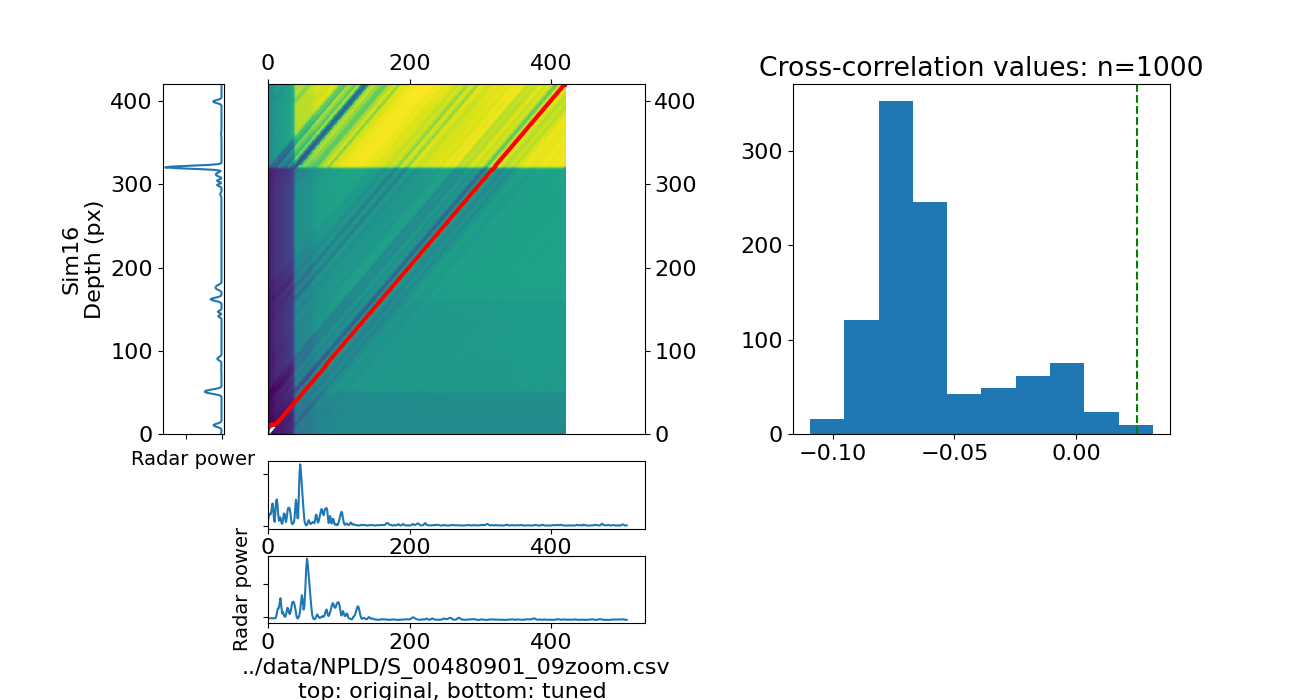 0 200 400
Cross-correlation values: n=1000
400 400
300 300
200 200
100 100
0 0
Sim16
Depth (px)
Radar power
300
200
100
0
−0.10 −0.05 0.00
0 200 400
Radar power
0 200 400
../data/NPLD/S_00480901_09zoom.csv
top: original, bottom: tuned